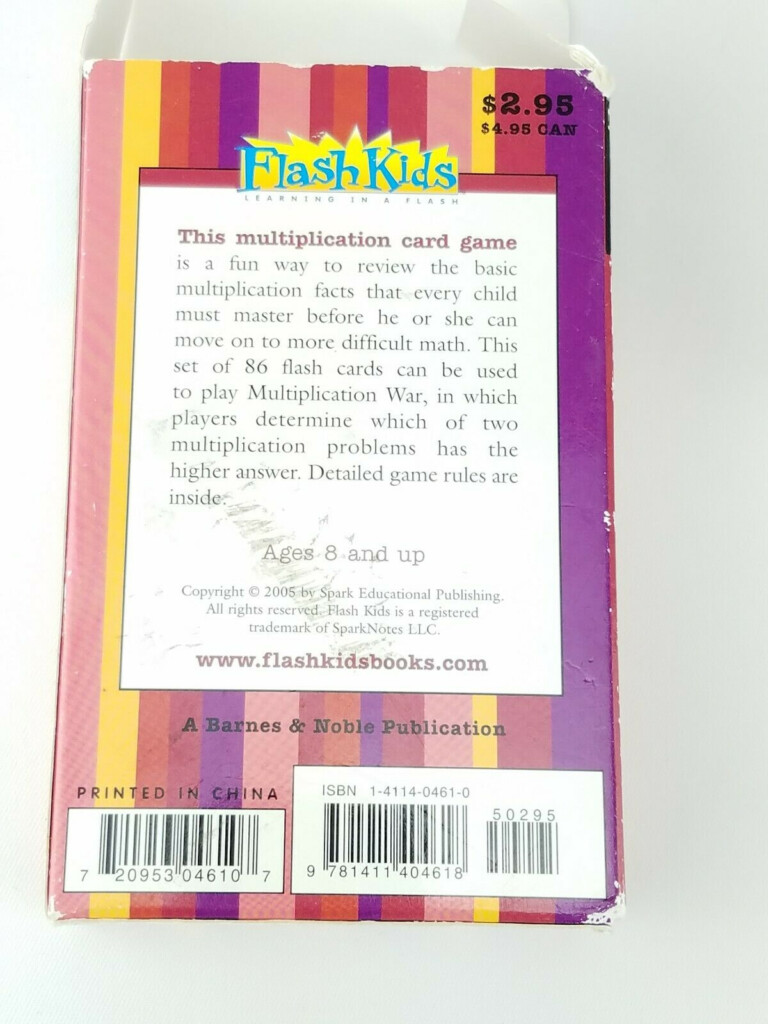 $2.95
$4.95 CAN
Flash Kids
LEARNING IN A FLASH
This multiplication card game
is a fun way to review the basic
multiplication facts that every child
must master before he or she can
move on to more difficult math. This
set of 86 flash cards can be used
to play Multiplication War, in which
players determine which of two
multiplication problems has the
higher answer. Detailed game rules are
inside.
Ages 8 and up
Copyright © 2005 by Spark Educational Publishing.
All rights reserved. Flash Kids is a registered
trademark of SparkNotes LLC.
www.flashkidsbooks.com
A Barnes & Noble Publication
PRINTED IN CHINA
ISBN 1-4114-0461-0
50295
7 20953 04610 7
9 781411 404618